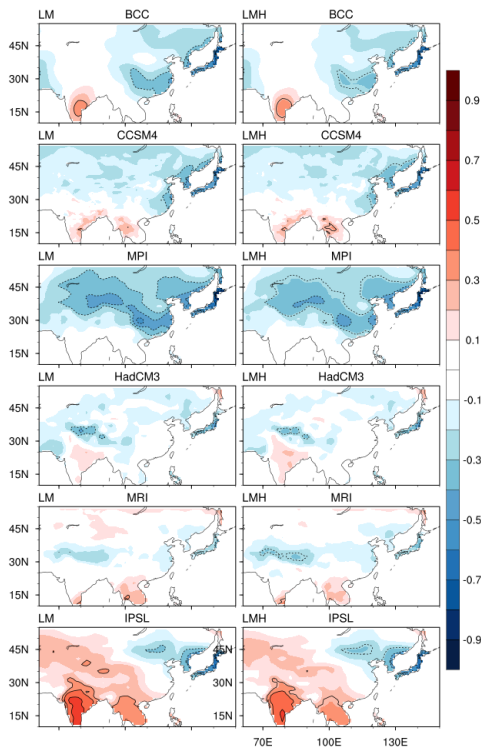 LM BCC LMH BCC
45N
30N
15N
LM CCSM4 LMH CCSM4
45N
30N
15N
LM MPI LMH MPI
45N
30N
15N
LM HadCM3 LMH HadCM3
45N
30N
15N
LM MRI LMH MRI
45N
30N
15N
LM IPSL LMH IPSL
45N 45N
30N 30N
15N 15N
70E 100E 130E
0.9
0.7
0.5
0.3
0.1
-0.1
-0.3
-0.5
-0.7
-0.9